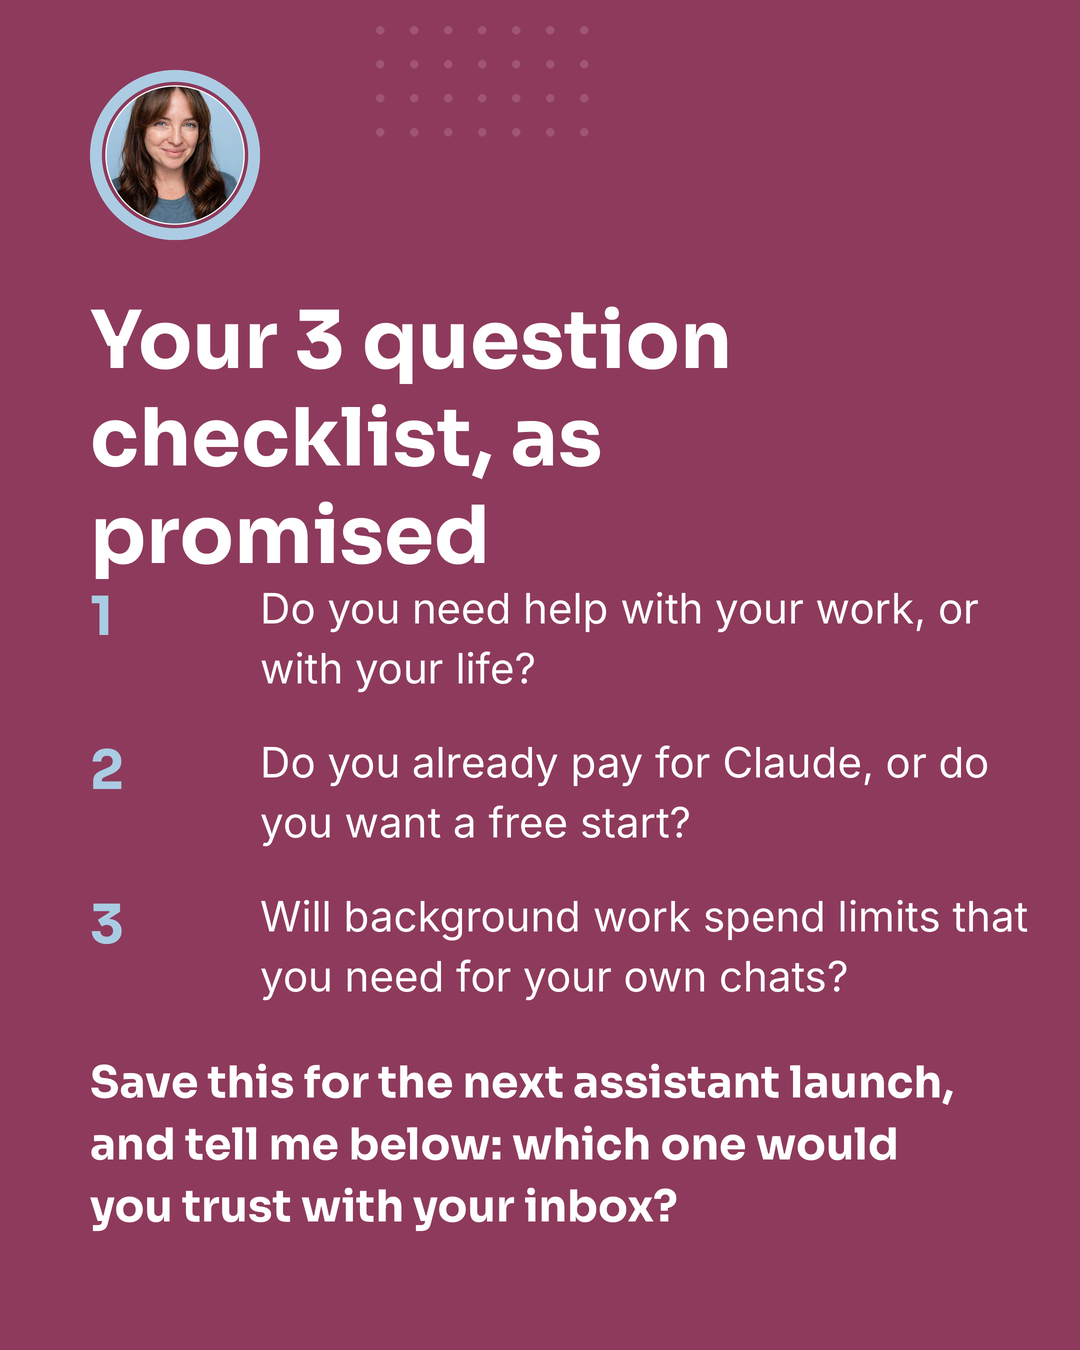 Your 3 question
checklist, as
promised
1
Do you need help with your work, or
with your life?
2
Do you already pay for Claude, or do
you want a free start?
3
Will background work spend limits that
you need for your own chats?
Save this for the next assistant launch,
and tell me below: which one would
you trust with your inbox?